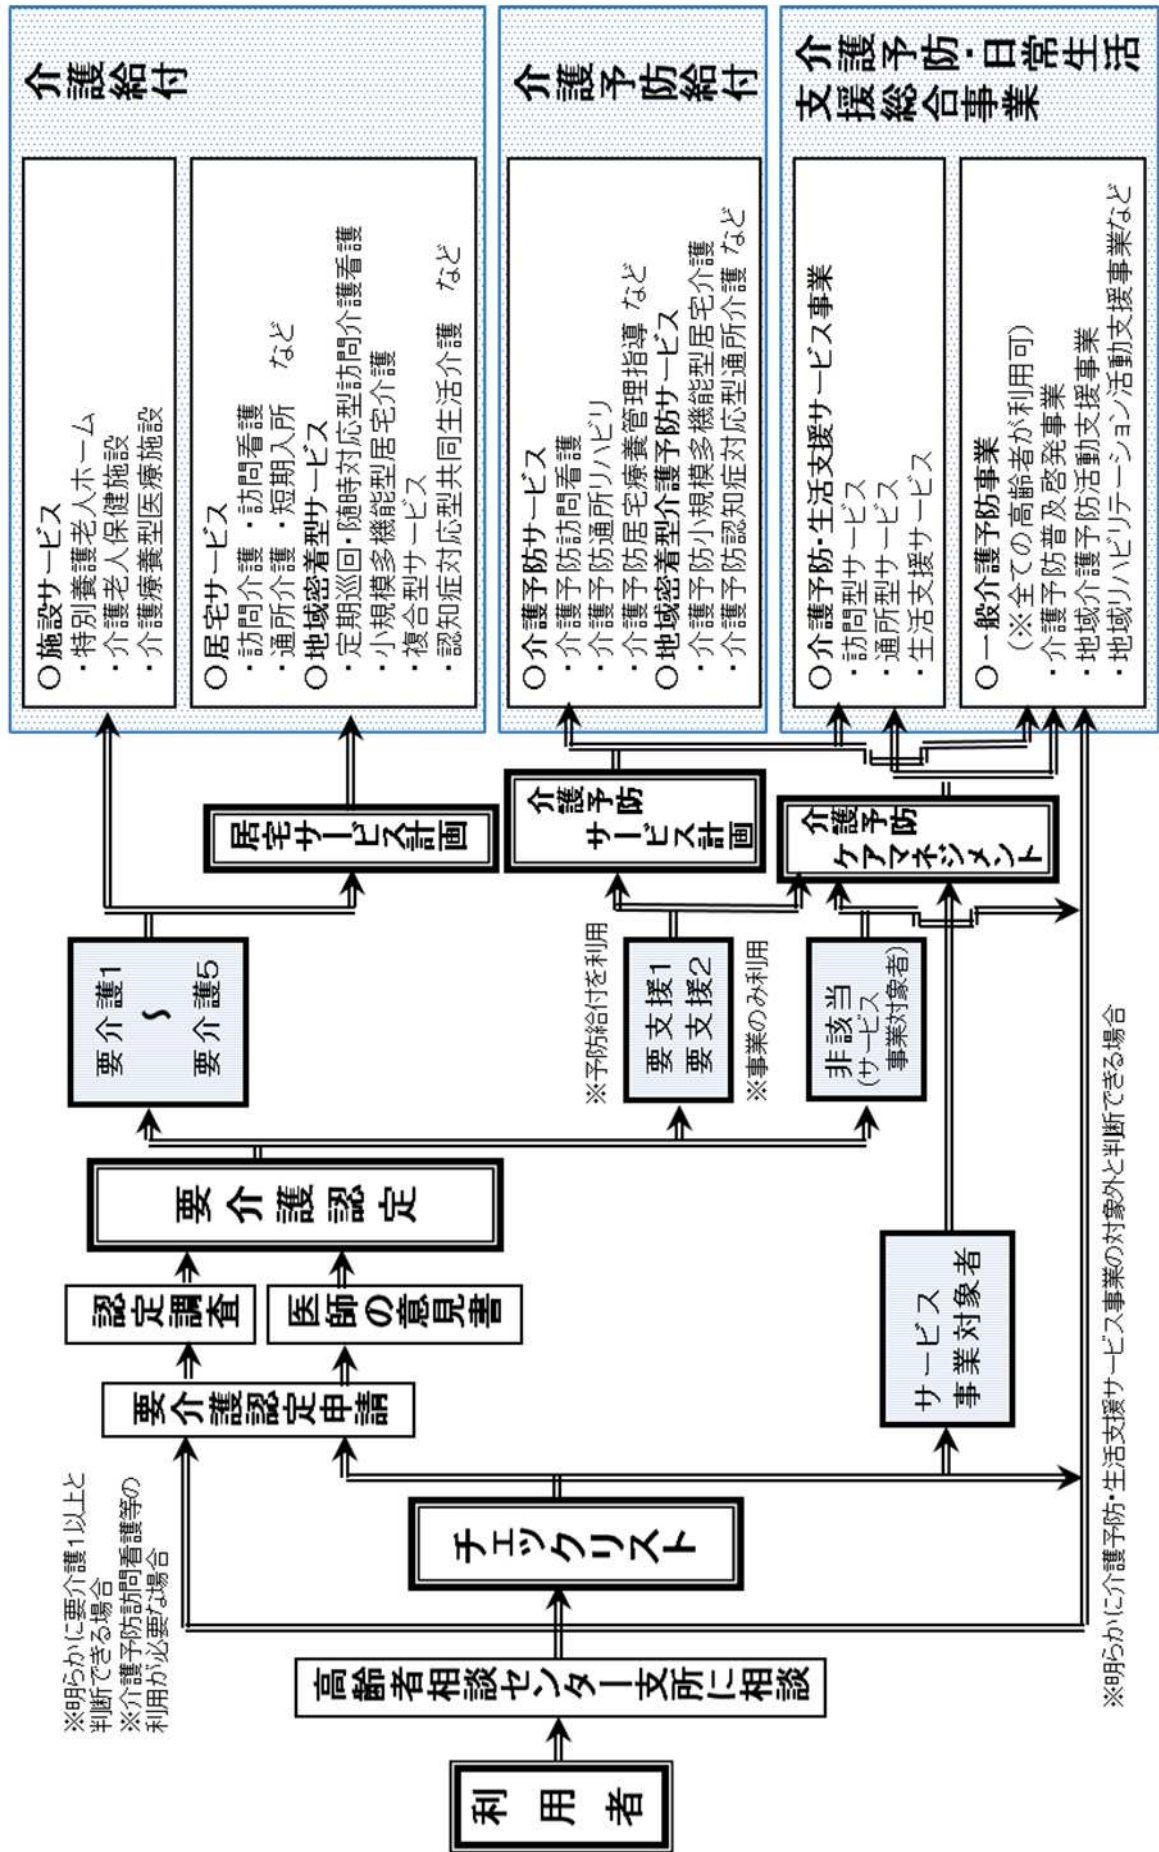 利用者
高齢者相談センター支所に相談
※明らかに要介護1以上と
判断できる場合
※介護予防訪問看護等の
利用が必要な場合
チェックリスト
要介護認定申請
認定調査
医師の意見書
要介護認定
サービス
事業対象者
要介護1
～
要介護5
※予防給付を利用
要支援1
要支援2
※事業のみ利用
非該当
(サービス
事業対象者)
居宅サービス計画
介護予防
サービス計画
介護予防
ケアマネジメント
※明らかに介護予防・生活支援サービス事業の対象外と判断できる場合
介護給付
○施設サービス
・特別養護老人ホーム
・介護老人保健施設
・介護療養型医療施設
○居宅サービス
・訪問介護・訪問看護
・通所介護・短期入所　など
○地域密着型サービス
・定期巡回・随時対応型訪問介護看護
・小規模多機能型居宅介護
・複合型サービス
・認知症対応型共同生活介護　など
介護予防給付
○介護予防サービス
・介護予防訪問看護
・介護予防通所リハビリ
・介護予防居宅療養管理指導 など
○地域密着型介護予防サービス
・介護予防小規模多機能型居宅介護
・介護予防認知症対応型通所介護 など
介護予防・日常生活
支援総合事業
○介護予防・生活支援サービス事業
・訪問型サービス
・通所型サービス
・生活支援サービス
○一般介護予防事業
(※全ての高齢者が利用可)
・介護予防普及啓発事業
・地域介護予防活動支援事業
・地域リハビリテーション活動支援事業など